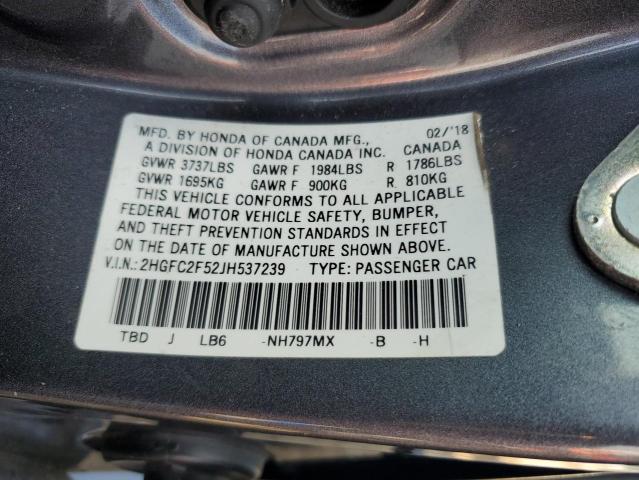 MFD. BY HONDA OF CANADA MFG., 02/'18
A DIVISION OF HONDA CANADA INC. CANADA
GVWR 3737LBS GAWR F 1984LBS R 1786LBS
GVWR 1695KG GAWR F 900KG R 810KG
THIS VEHICLE CONFORMS TO ALL APPLICABLE
FEDERAL MOTOR VEHICLE SAFETY, BUMPER,
AND THEFT PREVENTION STANDARDS IN EFFECT
ON THE DATE OF MANUFACTURE SHOWN ABOVE.
V.I.N.:2HGFC2F52JH537239 TYPE: PASSENGER CAR
TBD J LB6 -NH797MX -B -H